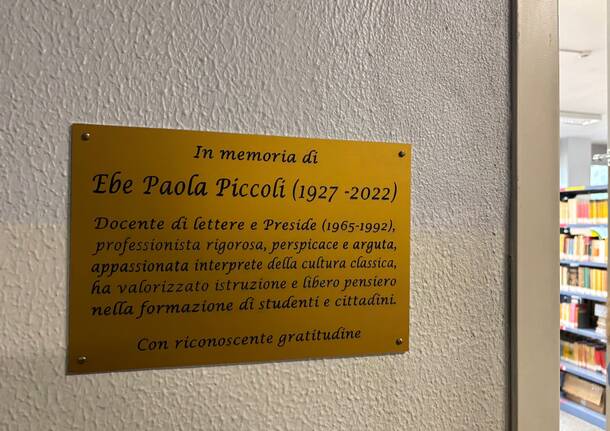 In memoria di
Ebe Paola Piccoli (1927 -2022)
Docente di lettere e Preside (1965-1992),
professionista rigorosa, perspicace e arguta,
appassionata interprete della cultura classica,
ha valorizzato istruzione e libero pensiero
nella formazione di studenti e cittadini.
Con riconoscente gratitudine